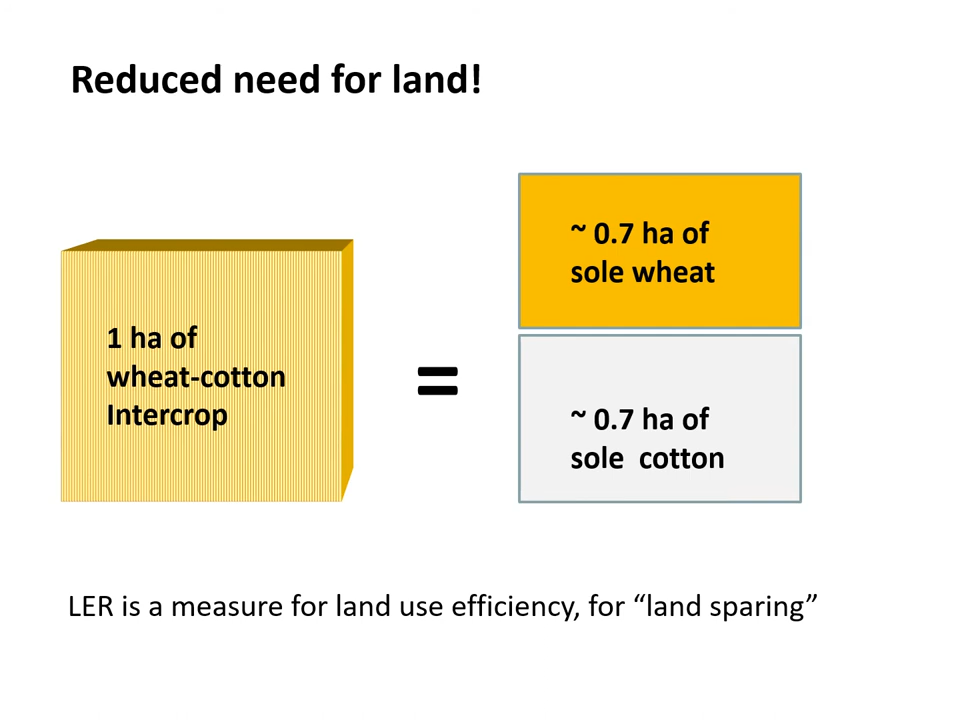 Reduced need for land!
~ 0.7 ha of
sole wheat
1 ha of
wheat-cotton
Intercrop
=
~ 0.7 ha of
sole cotton
LER is a measure for land use efficiency, for “land sparing”